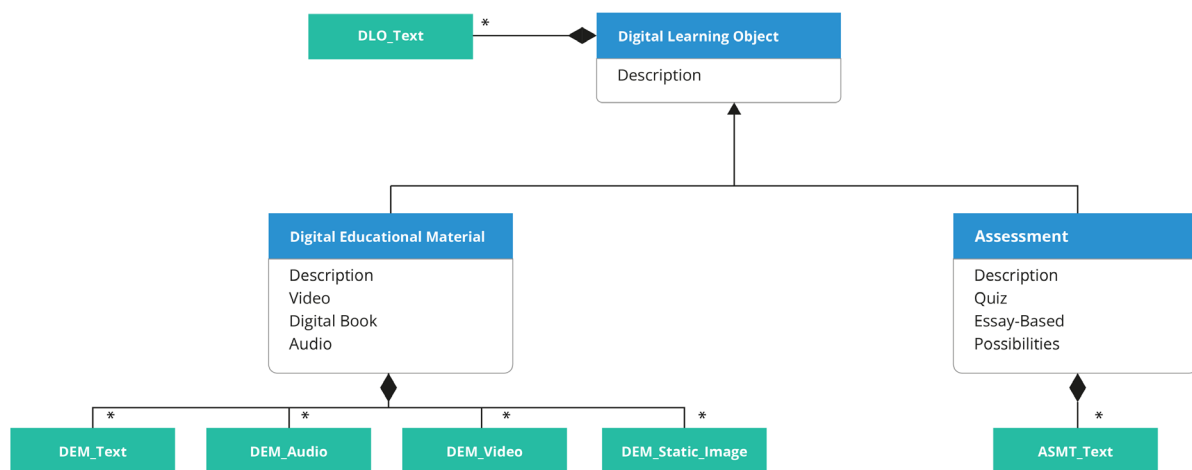 DLO_Text
*
Digital Learning Object
Description
Digital Educational Material
Description
Video
Digital Book
Audio
Assessment
Description
Quiz
Essay-Based
Possibilities
*
*
*
*
*
DEM_Text
DEM_Audio
DEM_Video
DEM_Static_Image
ASMT_Text